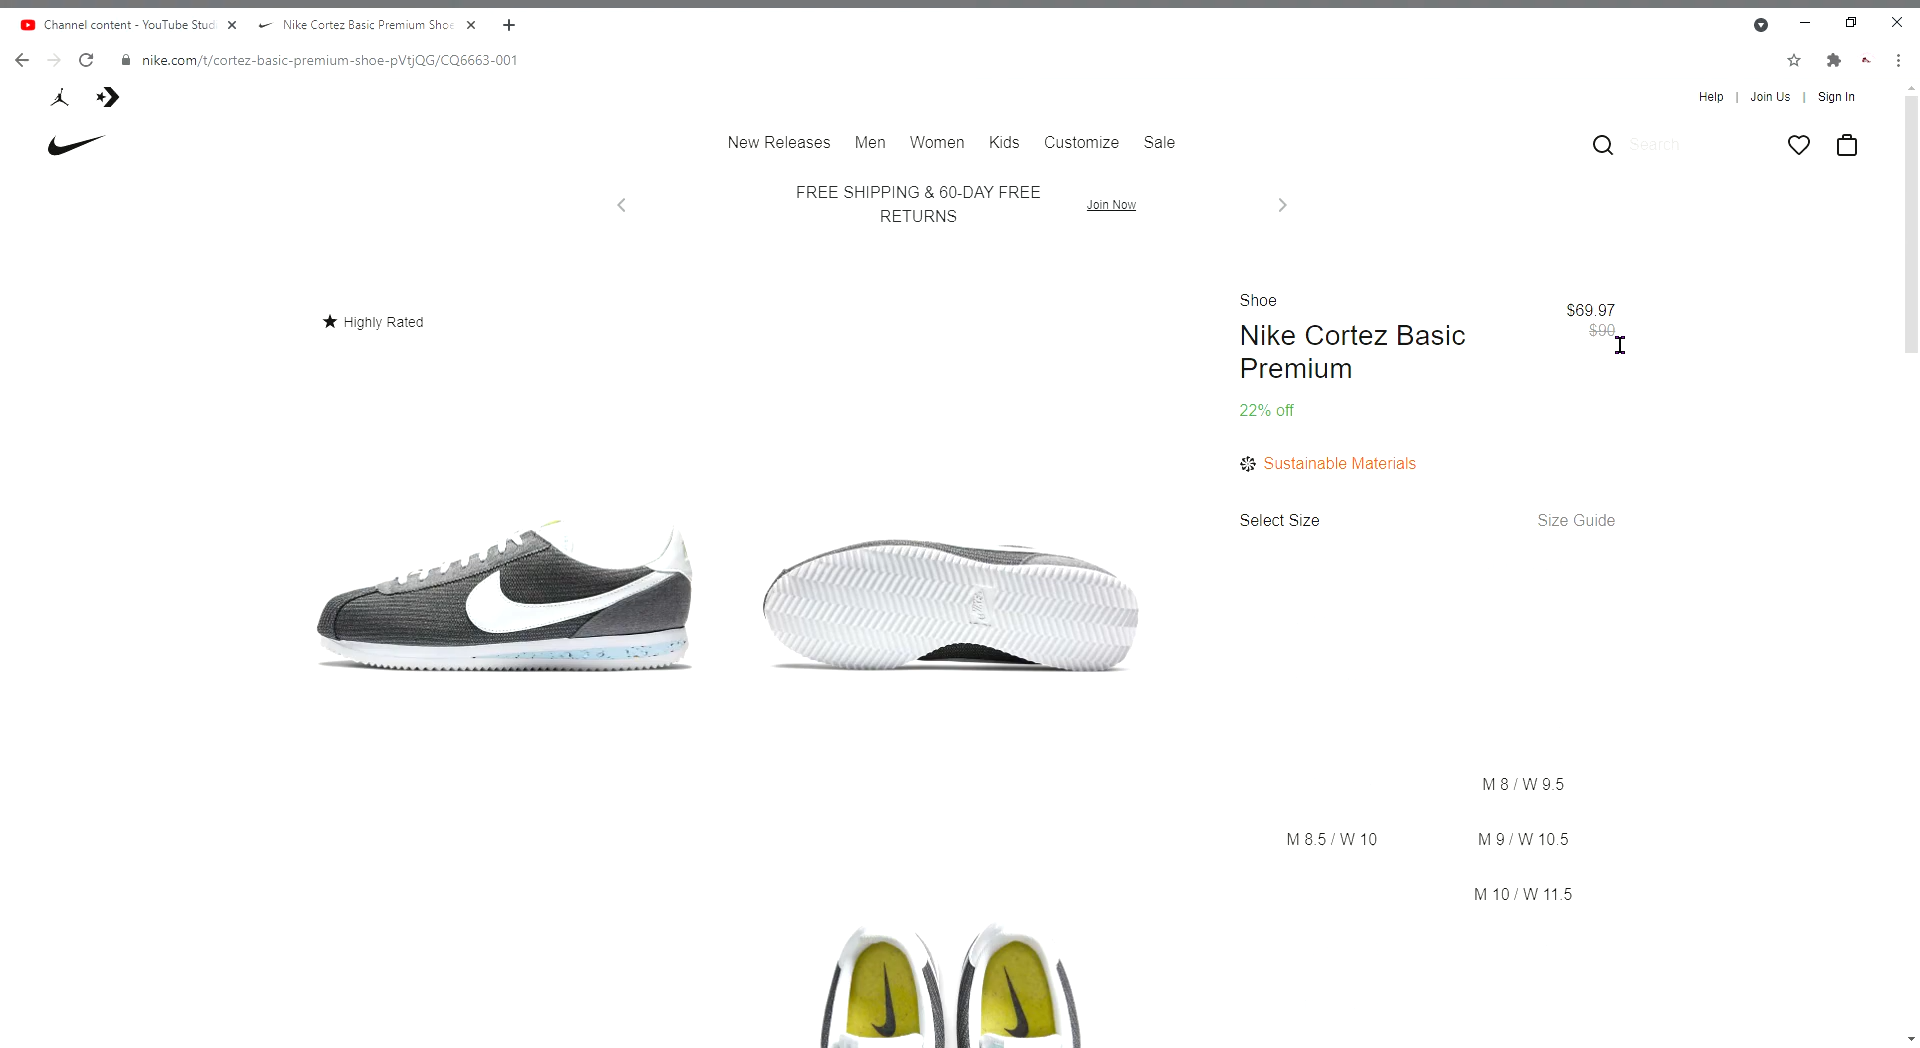 Channel content - YouTube Stud
Nike Cortez Basic Premium Shoe
nike.com/t/cortez-basic-premium-shoe-pVtjQG/CQ6663-001
Help | Join Us | Sign In
New Releases Men Women Kids Customize Sale
Search
FREE SHIPPING & 60-DAY FREE
RETURNS
Join Now
Highly Rated
Shoe
$69.97
$90
Nike Cortez Basic
Premium
22% off
Sustainable Materials
Select Size
Size Guide
M 8 / W 9.5
M 8.5 / W 10
M 9 / W 10.5
M 10 / W 11.5